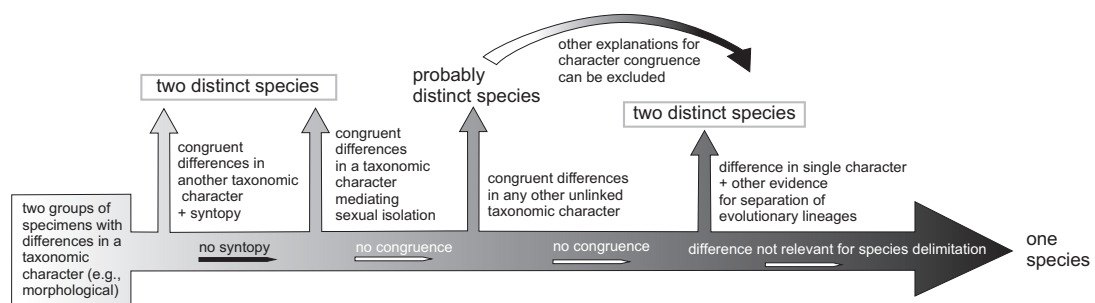 other explanations for
character congruence
can be excluded
probably
distinct species
two distinct species
two distinct species
congruent
differences in
another taxonomic
character
+ syntopy
congruent
differences
in a taxonomic
character
mediating
sexual isolation
congruent differences
in any other unlinked
taxonomic character
difference in single character
+ other evidence
for separation of
evolutionary lineages
two groups of
specimens with
differences in a
taxonomic
character (e.g.,
morphological)
no syntopy
no congruence
no congruence
difference not relevant for species delimitation
one
species